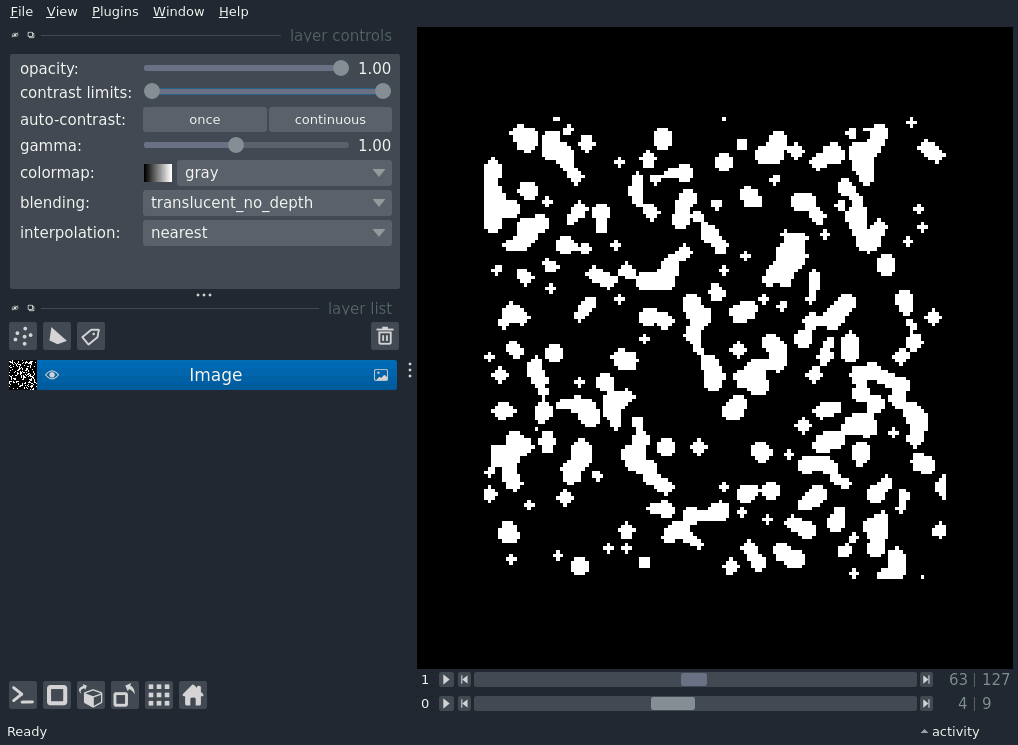 File View Plugins Window Help
layer controls
opacity: 1.00
contrast limits:
auto-contrast: once continuous
gamma: 1.00
colormap: gray
blending: translucent_no_depth
interpolation: nearest
layer list
Image
1 63 | 127
0 4 | 9
Ready activity